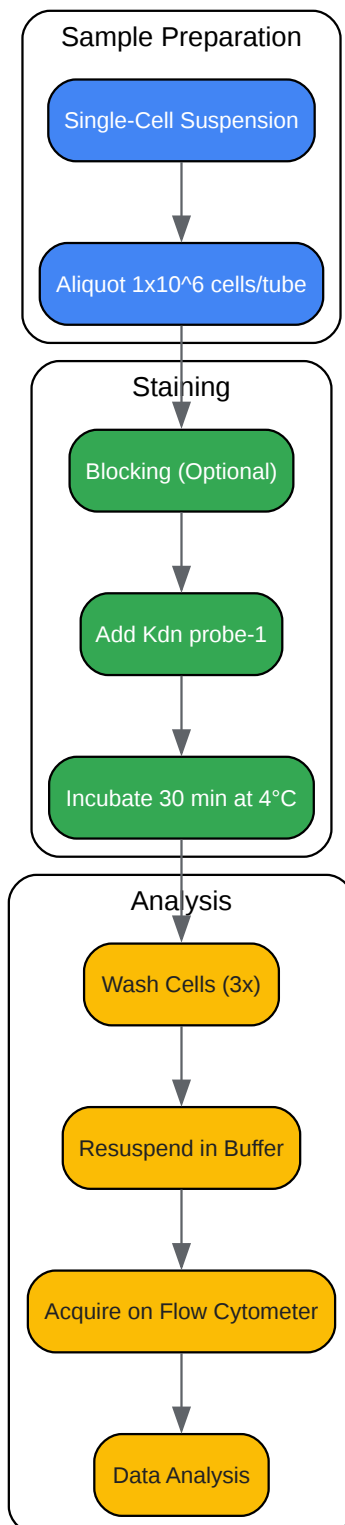 Sample Preparation
Single-Cell Suspension
Aliquot 1x10^6 cells/tube
Staining
Blocking (Optional)
Add Kdn probe-1
Incubate 30 min at 4°C
Analysis
Wash Cells (3x)
Resuspend in Buffer
Acquire on Flow Cytometer
Data Analysis